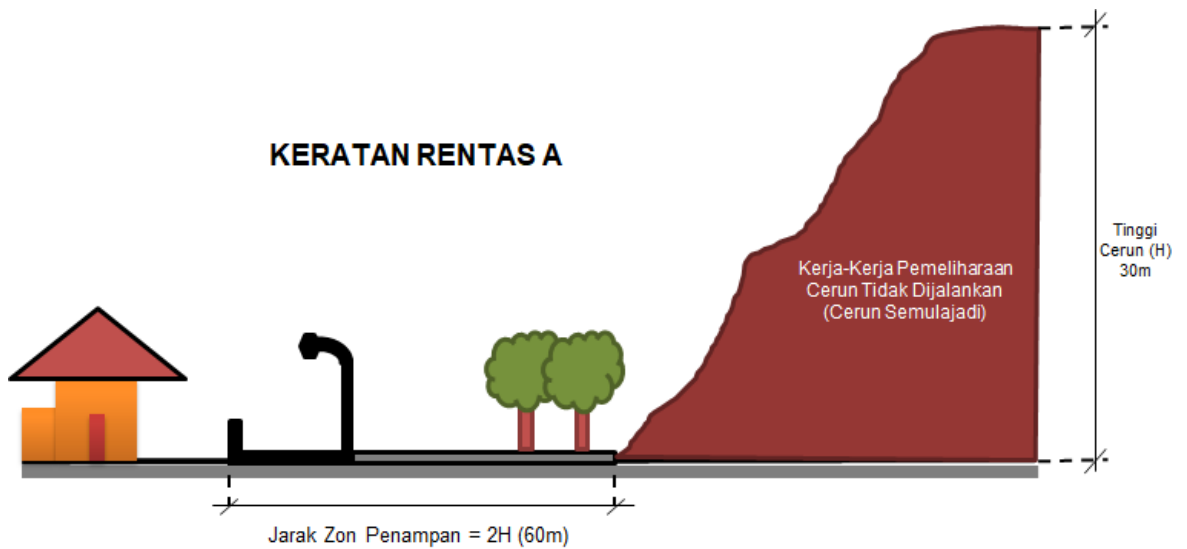 KERATAN RENTAS A
Tinggi
Cerun (H)
30m
Kerja-Kerja Pemeliharaan
Cerun Tidak Dijalankan
(Cerun Semulajadi)
Jarak Zon Penampan = 2H (60m)